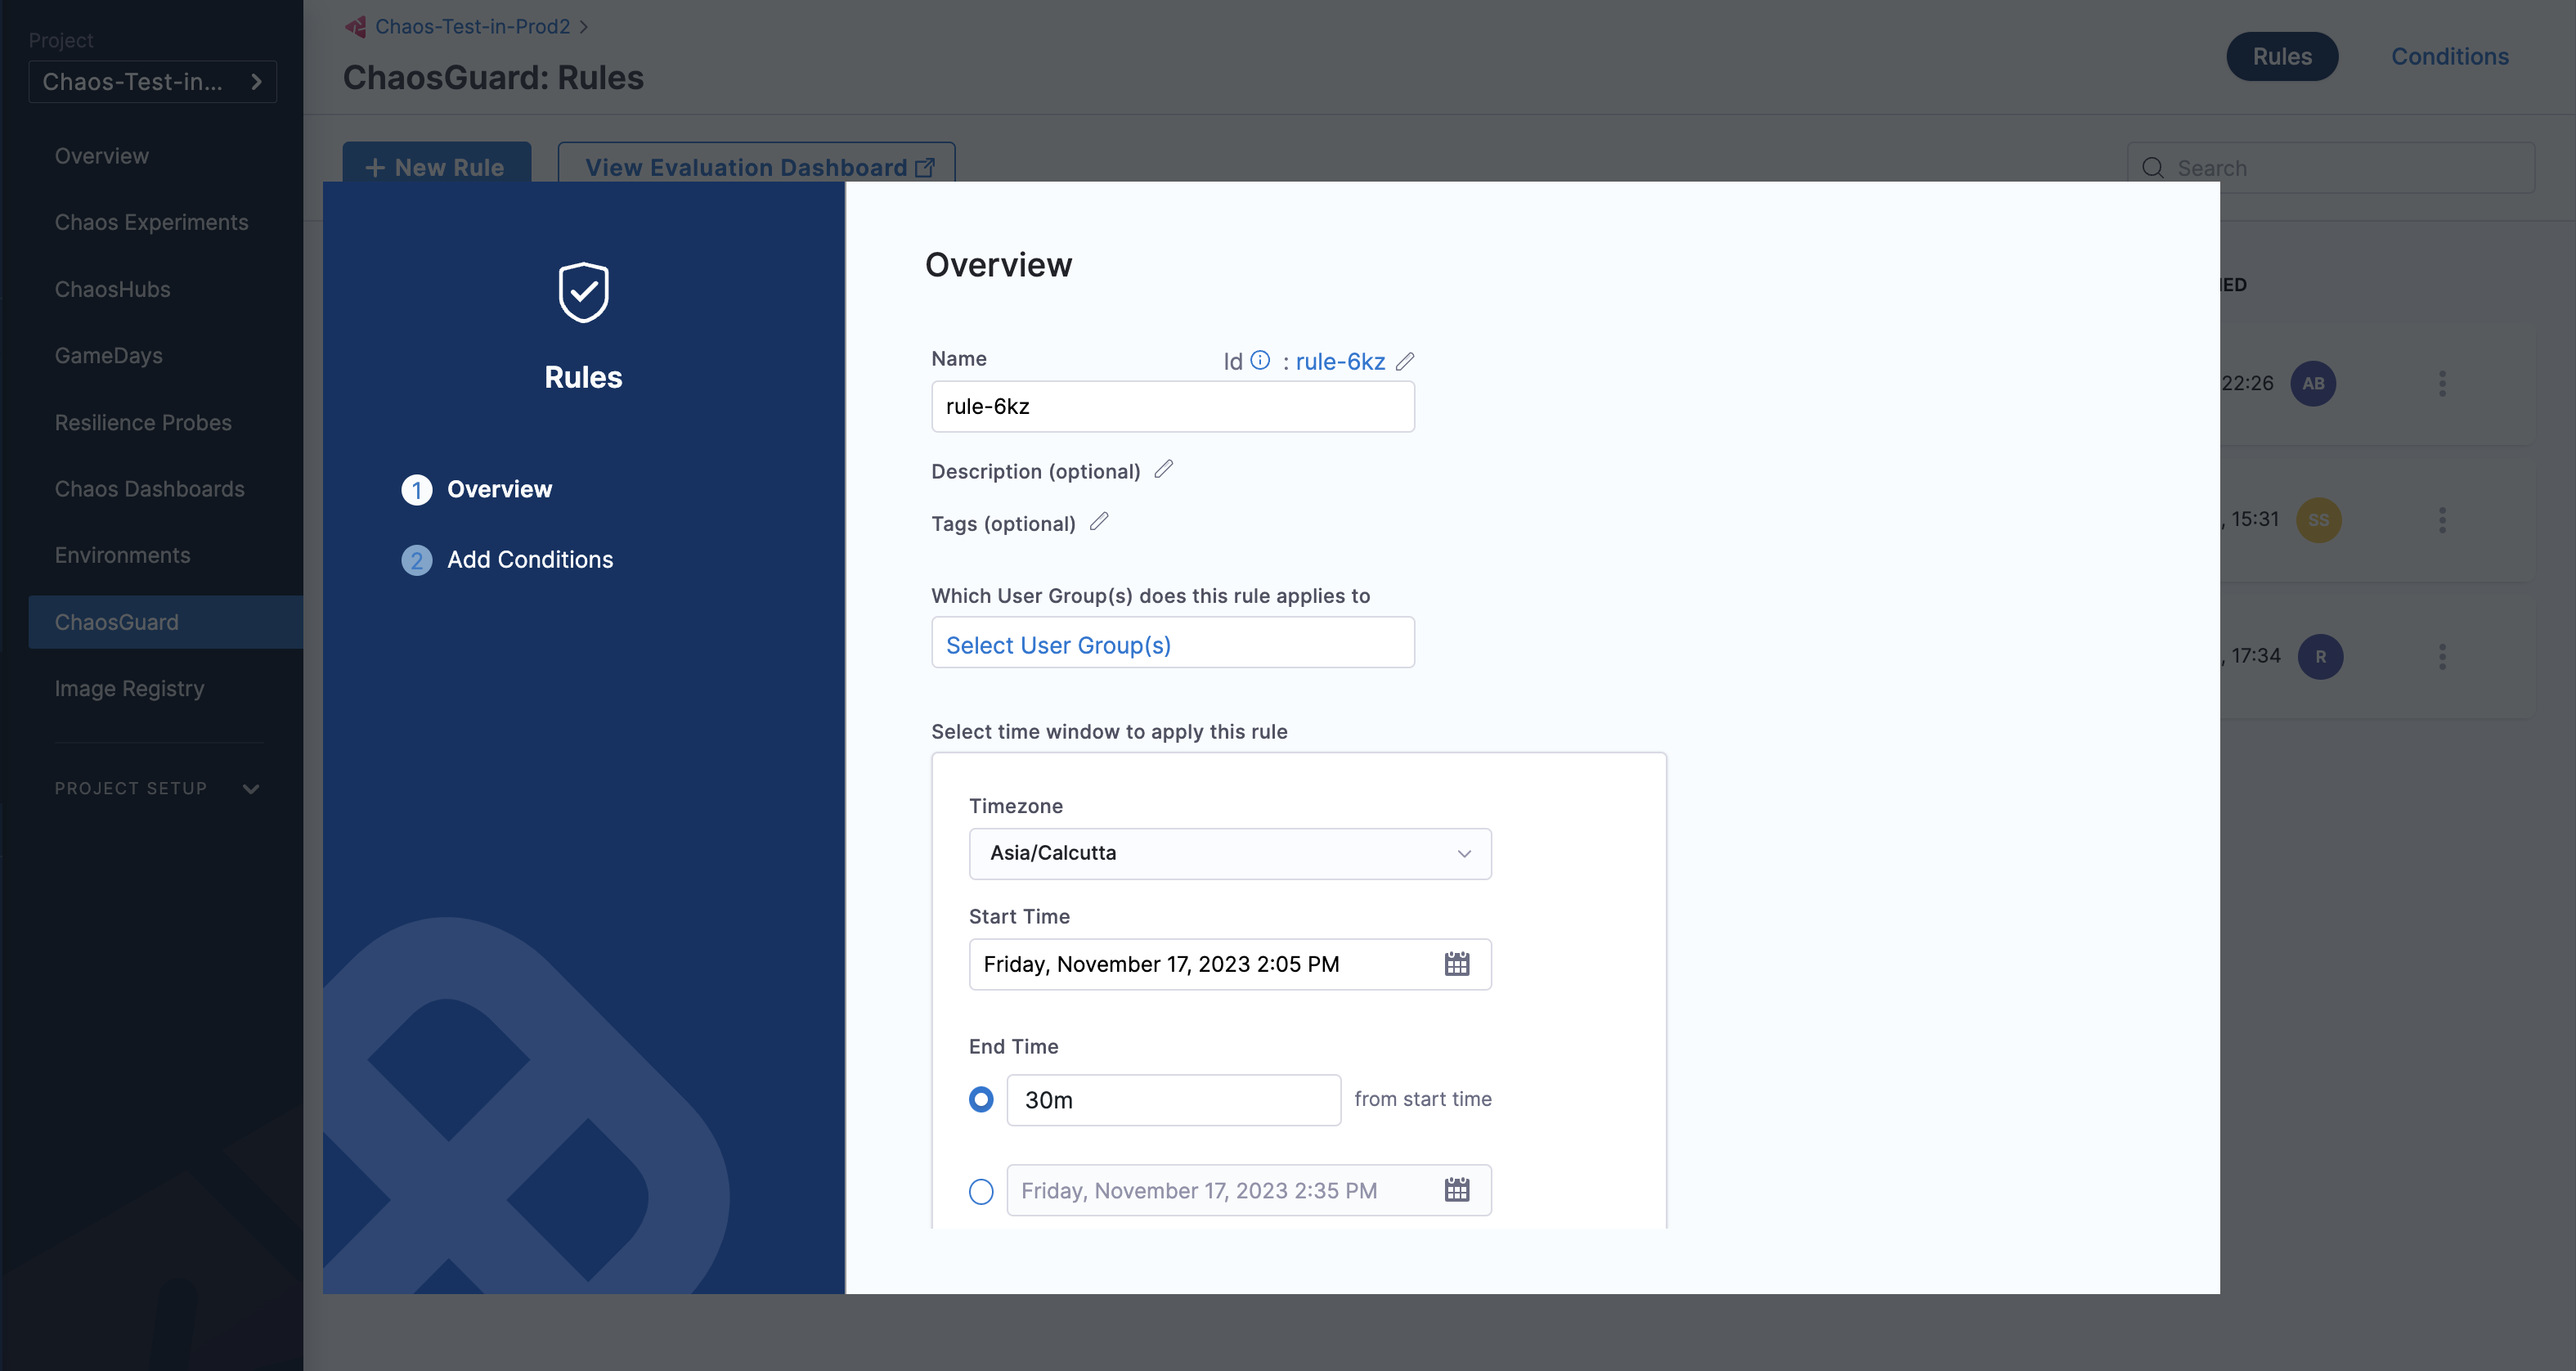 Project
Chaos-Test-in...
Overview
Chaos Experiments
ChaosHubs
GameDays
Resilience Probes
Chaos Dashboards
Environments
ChaosGuard
Image Registry
PROJECT SETUP
Chaos-Test-in-Prod2
ChaosGuard: Rules
Rules
Conditions
+ New Rule
View Evaluation Dashboard
Search
Rules
1 Overview
2 Add Conditions
Overview
Name
Id : rule-6kz
rule-6kz
Description (optional)
Tags (optional)
Which User Group(s) does this rule applies to
Select User Group(s)
Select time window to apply this rule
Timezone
Asia/Calcutta
Start Time
Friday, November 17, 2023 2:05 PM
End Time
30m from start time
Friday, November 17, 2023 2:35 PM
22:26 AB
, 15:31 SS
, 17:34 R